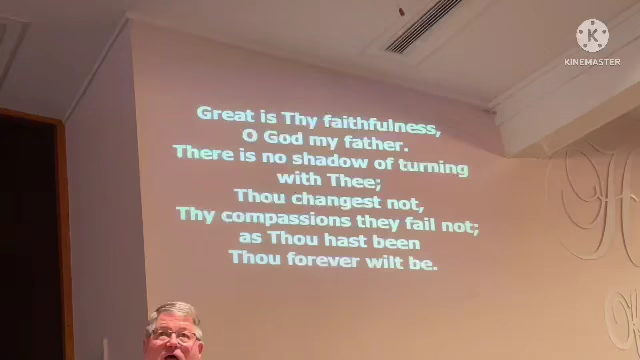 Great is Thy faithfulness,
O God my father.
There is no shadow of turning
with Thee;
Thou changest not,
Thy compassions they fail not;
as Thou hast been
Thou forever wilt be.
K
KINEMASTER